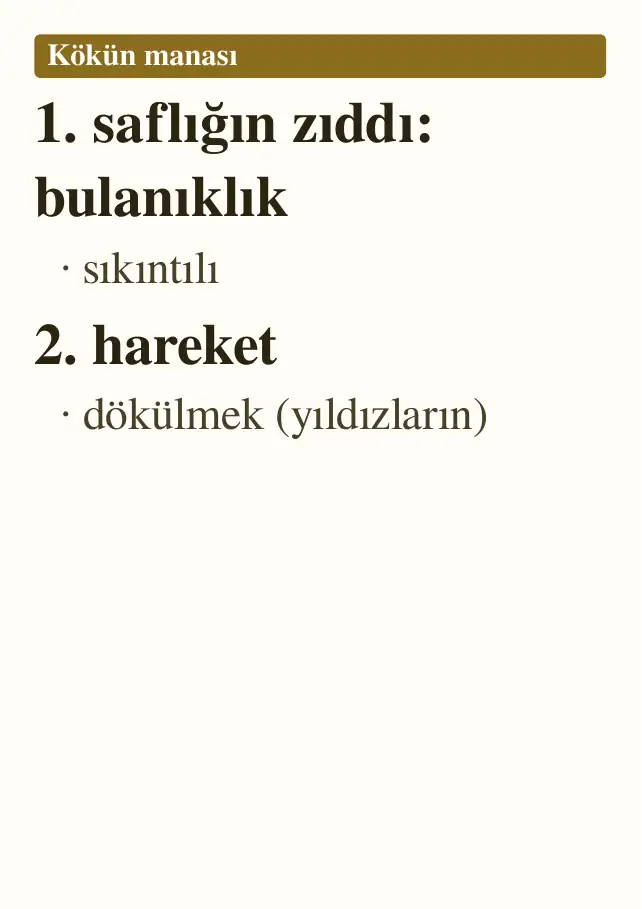 Kökün manası
1. saflığın zıddı:
bulanıklık
· sıkıntılı
2. hareket
· dökülmek (yıldızların)